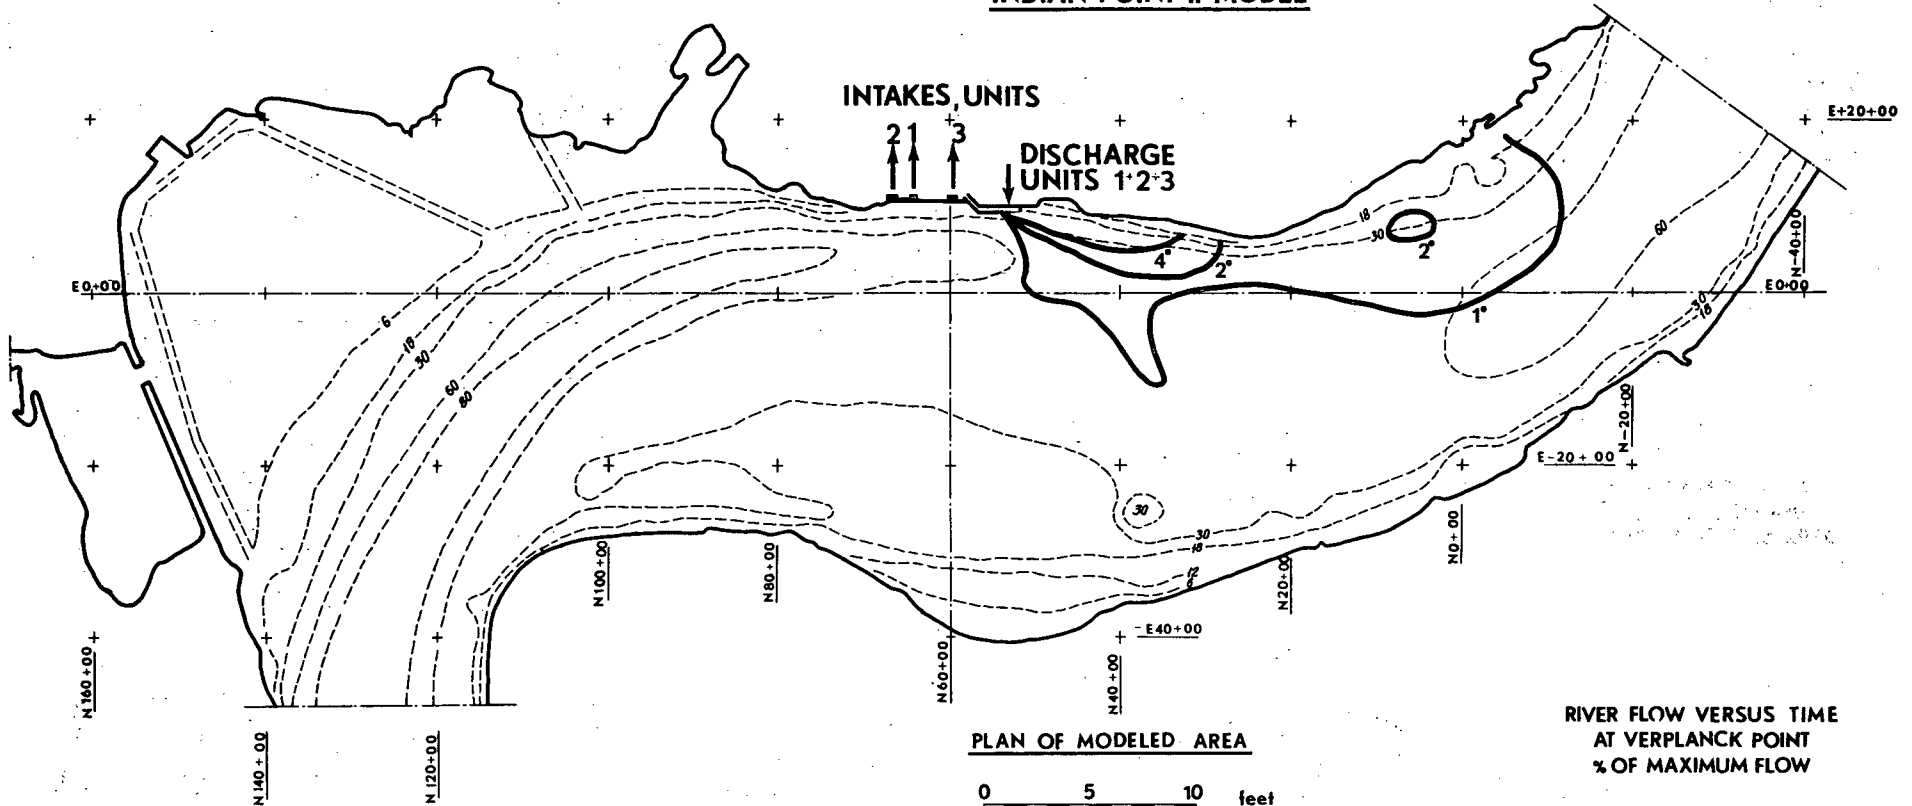 INDIAN POINT II MODEL
INTAKES, UNITS
2 1 3
DISCHARGE
UNITS 1+2+3
E+20+00
18
30
2°
60
N-40+00
4°
2°
E0+00
E0+00
1°
30
18
6
18
30
60
80
N-20+00
E-20+00
30
30
18
12
6
N100+00
N80+00
N20+00
N0+00
-E40+00
N160+00
N60+00
N40+00
N140+00
N120+00
PLAN OF MODELED AREA
0 5 10 feet
RIVER FLOW VERSUS TIME
AT VERPLANCK POINT
% OF MAXIMUM FLOW